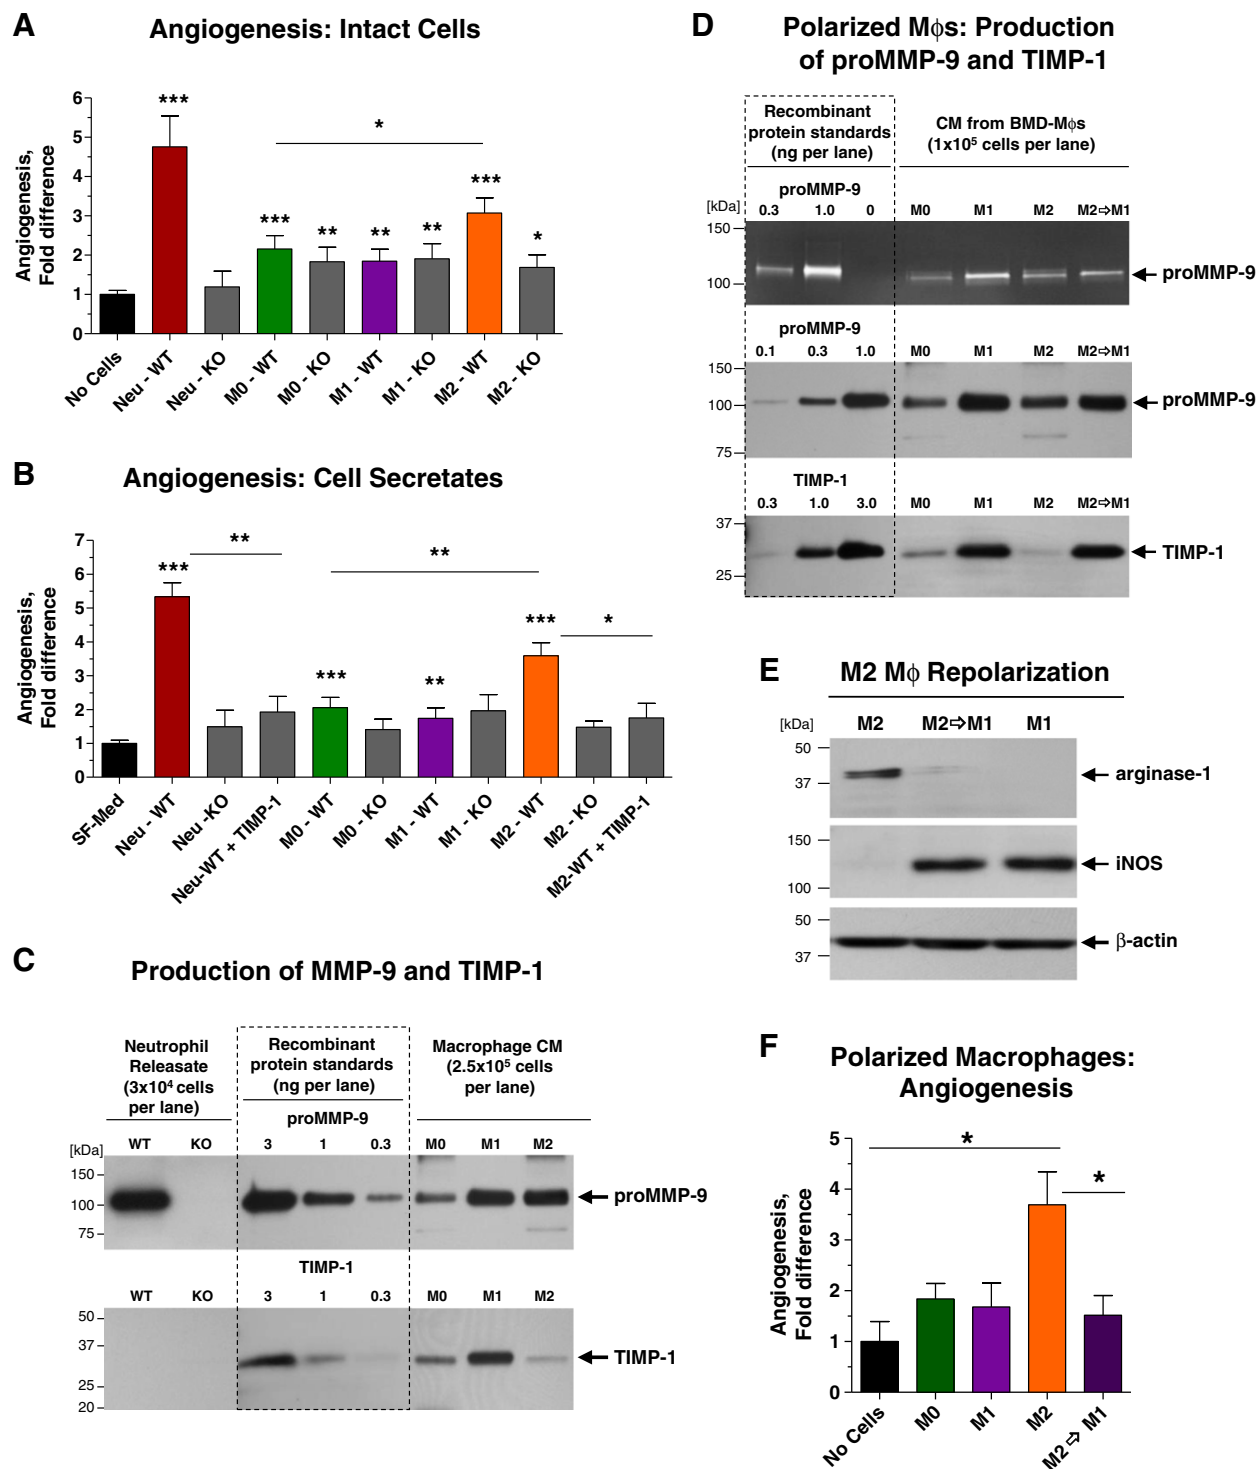 A
Angiogenesis: Intact Cells
Angiogenesis,
Fold difference
6
5
4
3
2
1
0
***
***
**
**
**
*
***
*
No Cells
Neu - WT
Neu - KO
M0 - WT
M0 - KO
M1 - WT
M1 - KO
M2 - WT
M2 - KO
B
Angiogenesis: Cell Secretates
Angiogenesis,
Fold difference
7
6
5
4
3
2
1
0
***
**
***
**
**
***
*
SF-Med
Neu - WT
Neu -KO
Neu-WT + TIMP-1
M0 - WT
M0 - KO
M1 - WT
M1 - KO
M2 - WT
M2 - KO
M2-WT + TIMP-1
C
Production of MMP-9 and TIMP-1
Neutrophil
Releasate
(3x10⁴ cells
per lane)
Recombinant
protein standards
(ng per lane)
Macrophage CM
(2.5x10⁵ cells
per lane)
proMMP-9
[kDa]
WT KO 3 1 0.3 M0 M1 M2
150
100
75
proMMP-9
TIMP-1
WT KO 3 1 0.3 M0 M1 M2
50
37
25
20
TIMP-1
D
Polarized Mϕs: Production
of proMMP-9 and TIMP-1
Recombinant
protein standards
(ng per lane)
CM from BMD-Mϕs
(1x10⁵ cells per lane)
proMMP-9
[kDa]
0.3 1.0 0 M0 M1 M2 M2⇨M1
150
100
proMMP-9
proMMP-9
0.1 0.3 1.0 M0 M1 M2 M2⇨M1
150
100
75
proMMP-9
TIMP-1
0.3 1.0 3.0 M0 M1 M2 M2⇨M1
37
25
TIMP-1
E
M2 Mϕ Repolarization
[kDa]
M2 M2⇨M1 M1
50
37
arginase-1
150
100
iNOS
50
37
β-actin
F
Polarized Macrophages:
Angiogenesis
Angiogenesis,
Fold difference
5
4
3
2
1
0
*
*
No Cells
M0
M1
M2
M2 ⇨ M1